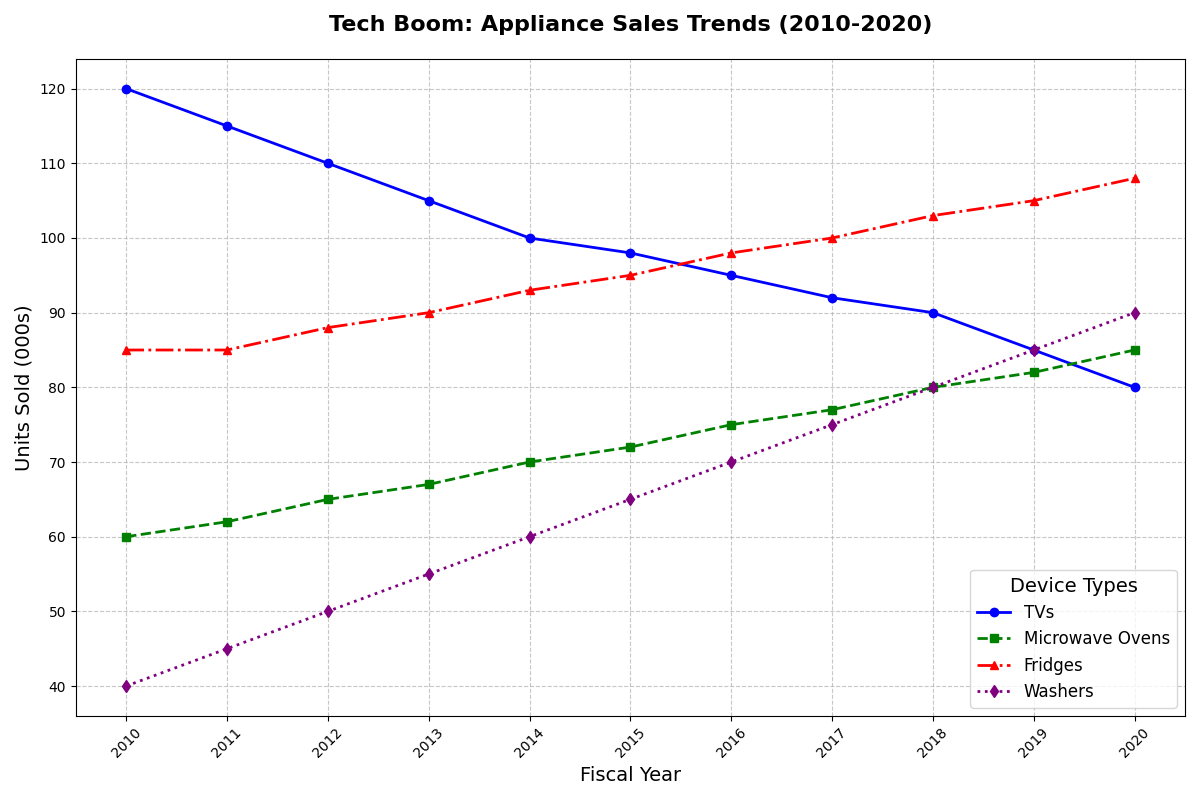 Tech Boom: Appliance Sales Trends (2010-2020)
Units Sold (000s)
120
110
100
90
80
70
60
50
40
Device Types
TVs
Microwave Ovens
Fridges
Washers
2010 2011 2012 2013 2014 2015 2016 2017 2018 2019 2020
Fiscal Year